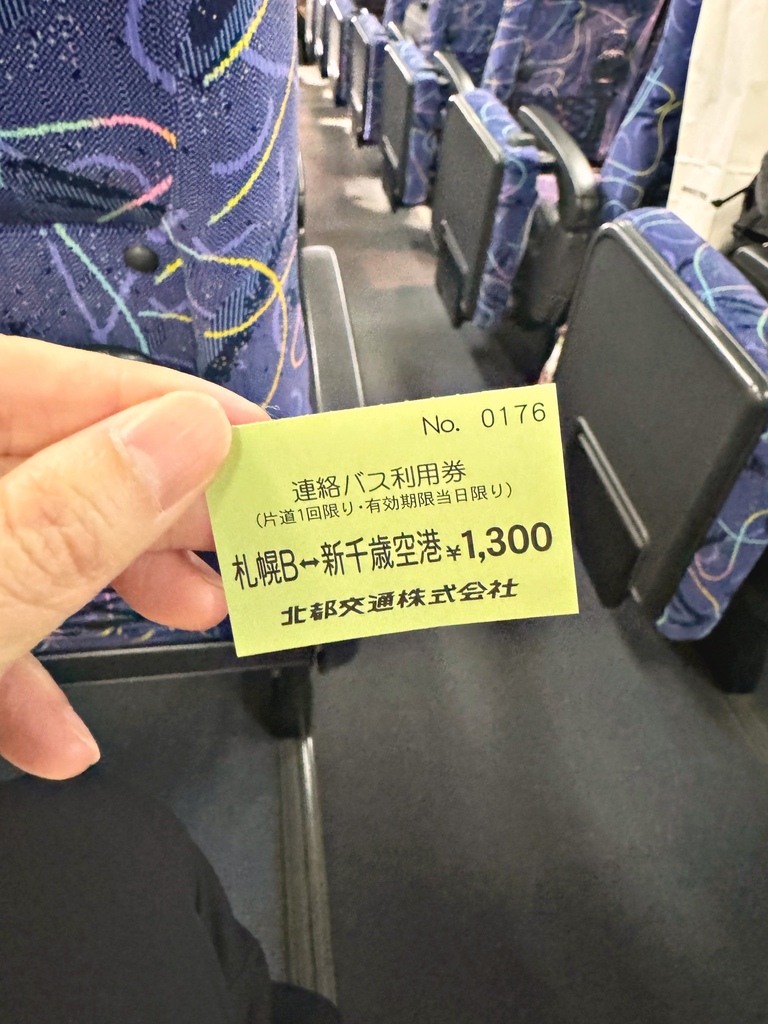 No. 0176
連絡バス利用券
(片道1回限り・有効期限当日限り)
札幌B↔新千歳空港 ¥1,300
北都交通株式会社